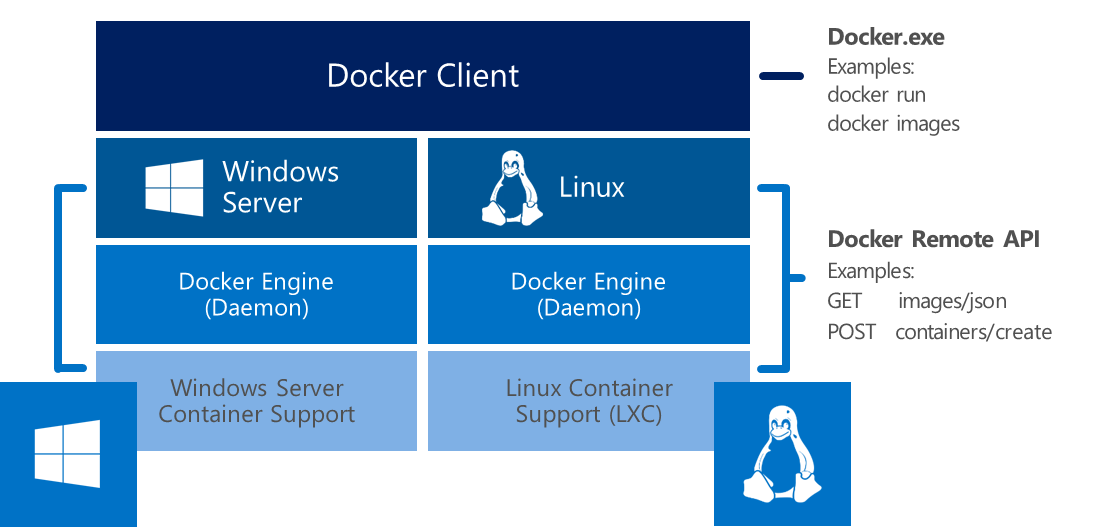 Docker Client
Docker.exe
Examples:
docker run
docker images
Windows
Server
Linux
Docker Engine
(Daemon)
Docker Engine
(Daemon)
Windows Server
Container Support
Linux Container
Support (LXC)
Docker Remote API
Examples:
GET images/json
POST containers/create